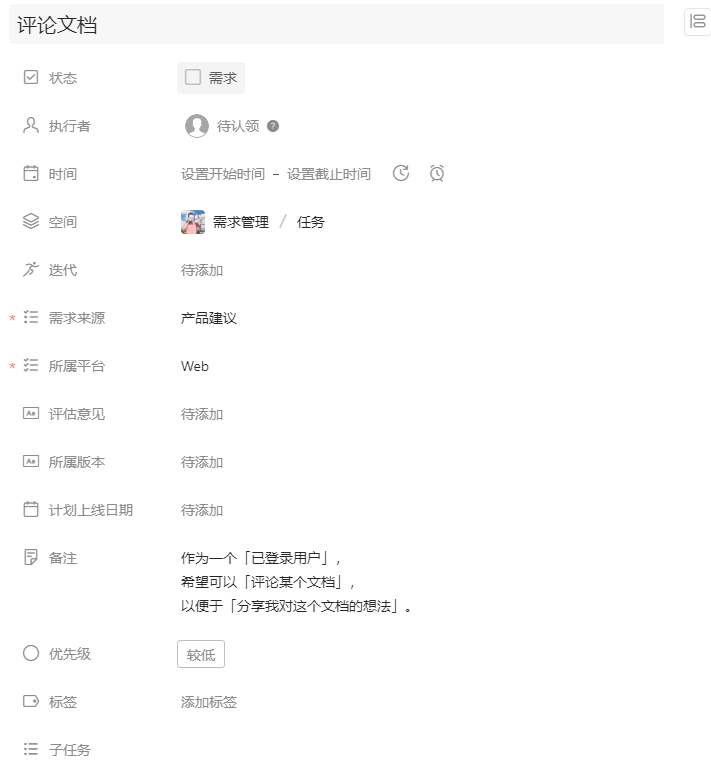 评论文档
状态 需求
执行者 待认领 ?
时间 设置开始时间 - 设置截止时间
空间 需求管理 / 任务
迭代 待添加
* 需求来源 产品建议
* 所属平台 Web
评估意见 待添加
所属版本 待添加
计划上线日期 待添加
备注 作为一个「已登录用户」,
希望可以「评论某个文档」,
以便于「分享我对这个文档的想法」。
优先级 较低
标签 添加标签
子任务